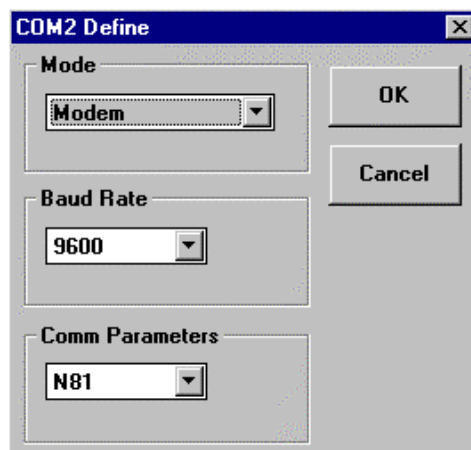 COM2 Define
Mode
Modem
OK
Cancel
Baud Rate
9600
Comm Parameters
N81